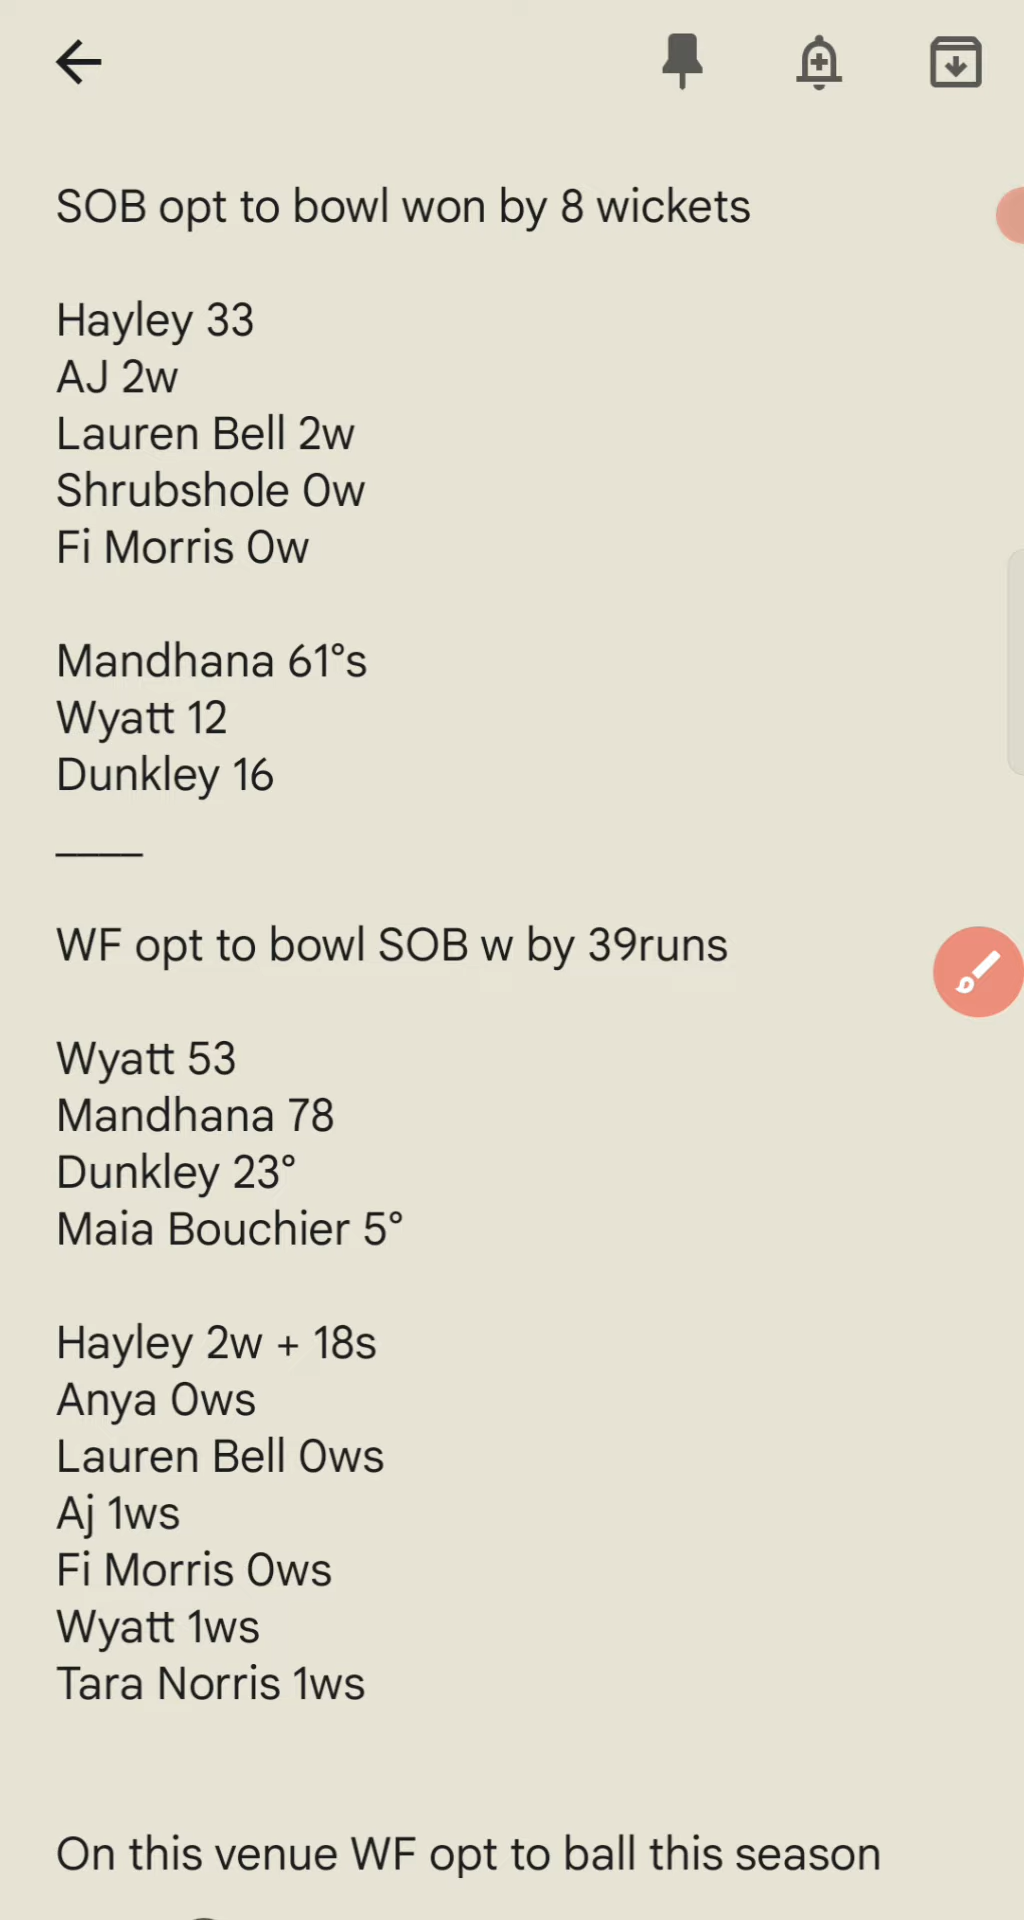 SOB opt to bowl won by 8 wickets
Hayley 33
AJ 2w
Lauren Bell 2w
Shrubshole 0w
Fi Morris 0w
Mandhana 61°s
Wyatt 12
Dunkley 16
____
WF opt to bowl SOB w by 39runs
Wyatt 53
Mandhana 78
Dunkley 23°
Maia Bouchier 5°
Hayley 2w + 18s
Anya 0ws
Lauren Bell 0ws
Aj 1ws
Fi Morris 0ws
Wyatt 1ws
Tara Norris 1ws
On this venue WF opt to ball this season